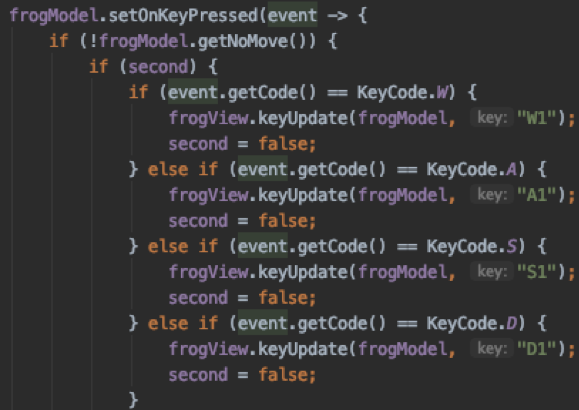 frogModel.setOnKeyPressed(event -> {
    if (!frogModel.getNoMove()) {
        if (second) {
            if (event.getCode() == KeyCode.W) {
                frogView.keyUpdate(frogModel, key: "W1");
                second = false;
            } else if (event.getCode() == KeyCode.A) {
                frogView.keyUpdate(frogModel, key: "A1");
                second = false;
            } else if (event.getCode() == KeyCode.S) {
                frogView.keyUpdate(frogModel, key: "S1");
                second = false;
            } else if (event.getCode() == KeyCode.D) {
                frogView.keyUpdate(frogModel, key: "D1");
                second = false;
            }